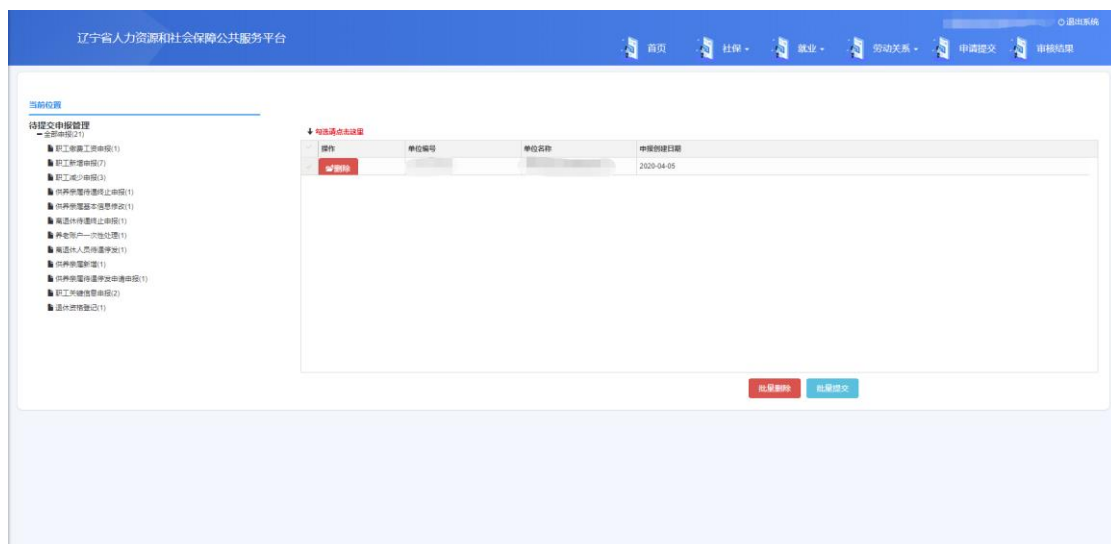 退出系统
辽宁省人力资源和社会保障公共服务平台
首页 社保 就业 劳动关系 申请提交 审核结果
当前位置
待提交申报管理
全部申报(21)
职工缴费工资申报(1)
职工新增申报(7)
职工减少申报(3)
供养亲属待遇终止申报(1)
供养亲属基本信息修改(1)
离退休待遇终止申报(1)
养老账户一次性处理(1)
离退休人员待遇停发(1)
供养亲属新增(1)
供养亲属待遇停发申请申报(1)
职工关键信息申报(2)
退休资格登记(1)
勾选请点击这里
操作 单位编号 单位名称 申报创建日期
删除 2020-04-05
批量删除 批量提交